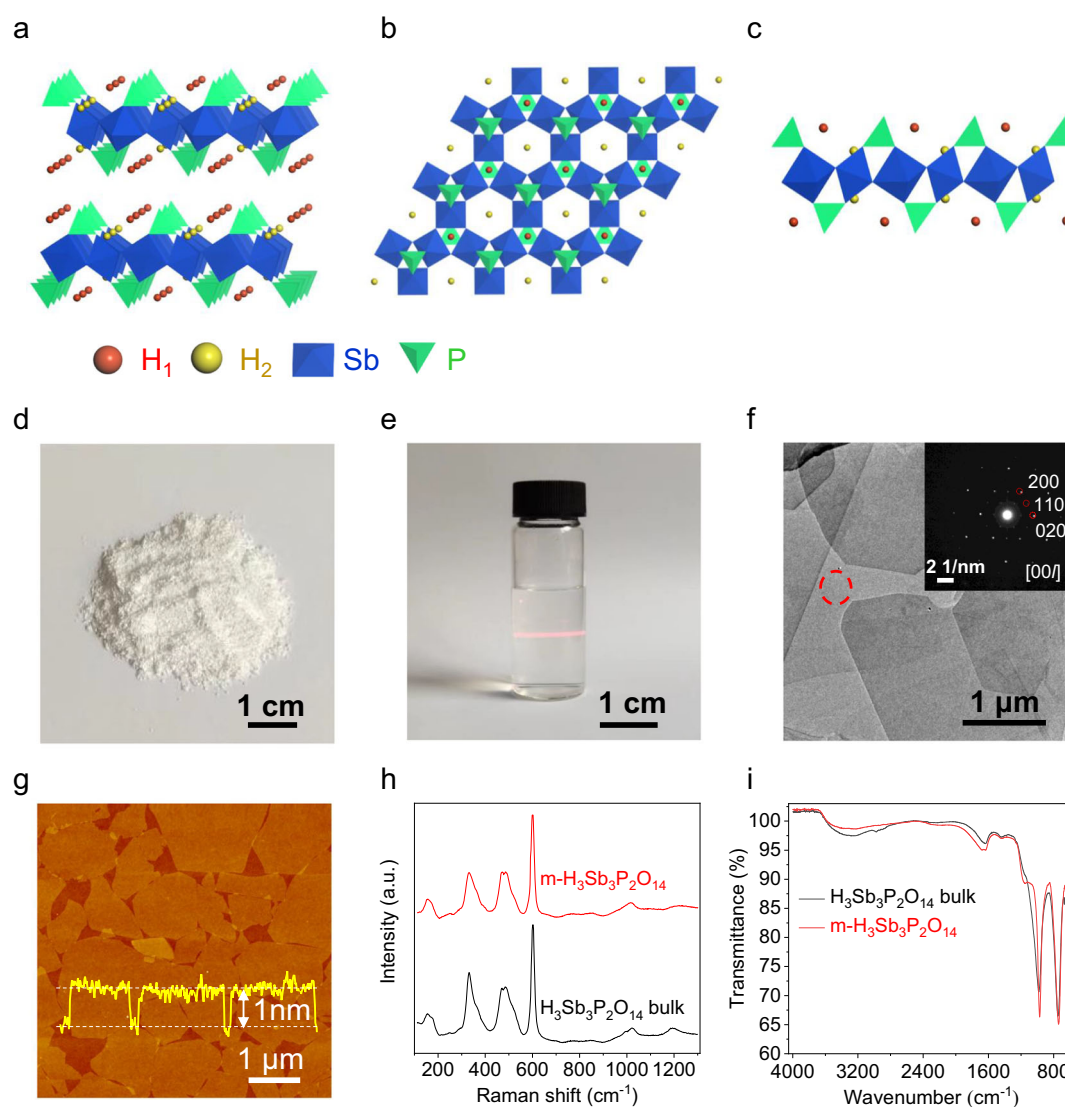 a
b
c
H₁
H₂
Sb
P
d
e
f
1 cm
1 cm
200
110
020
2 1/nm
[00l]
1 μm
g
h
i
1nm
1 μm
Intensity (a.u.)
m-H₃Sb₃P₂O₁₄
H₃Sb₃P₂O₁₄ bulk
200 400 600 800 1000 1200
Raman shift (cm⁻¹)
Transmittance (%)
100
95
90
85
80
75
70
65
60
H₃Sb₃P₂O₁₄ bulk
m-H₃Sb₃P₂O₁₄
4000 3200 2400 1600 800
Wavenumber (cm⁻¹)